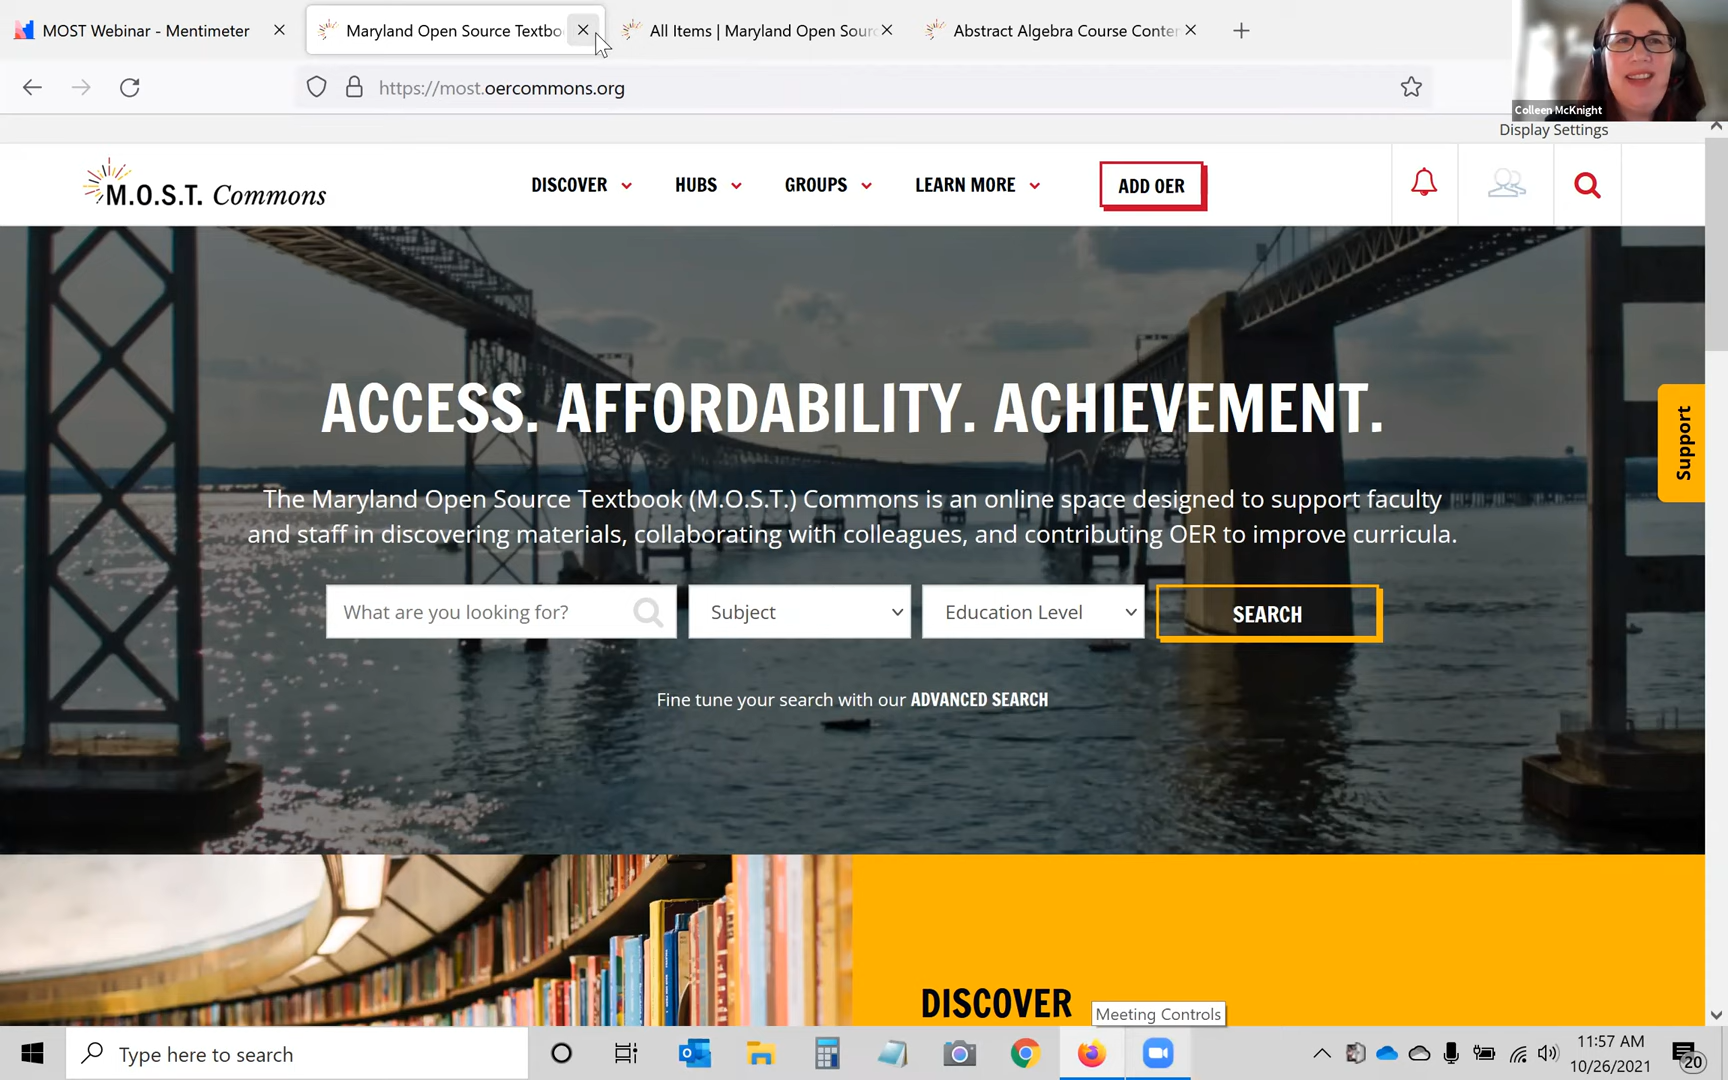 MOST Webinar - Mentimeter
Maryland Open Source Textbo
All Items | Maryland Open Sour
Abstract Algebra Course Conter
https://most.oercommons.org
Colleen McKnight
Display Settings
M.O.S.T. Commons
DISCOVER
HUBS
GROUPS
LEARN MORE
ADD OER
ACCESS. AFFORDABILITY. ACHIEVEMENT.
The Maryland Open Source Textbook (M.O.S.T.) Commons is an online space designed to support faculty
and staff in discovering materials, collaborating with colleagues, and contributing OER to improve curricula.
Support
What are you looking for?
Subject
Education Level
SEARCH
Fine tune your search with our ADVANCED SEARCH
DISCOVER
Meeting Controls
Type here to search
11:57 AM
10/26/2021
20